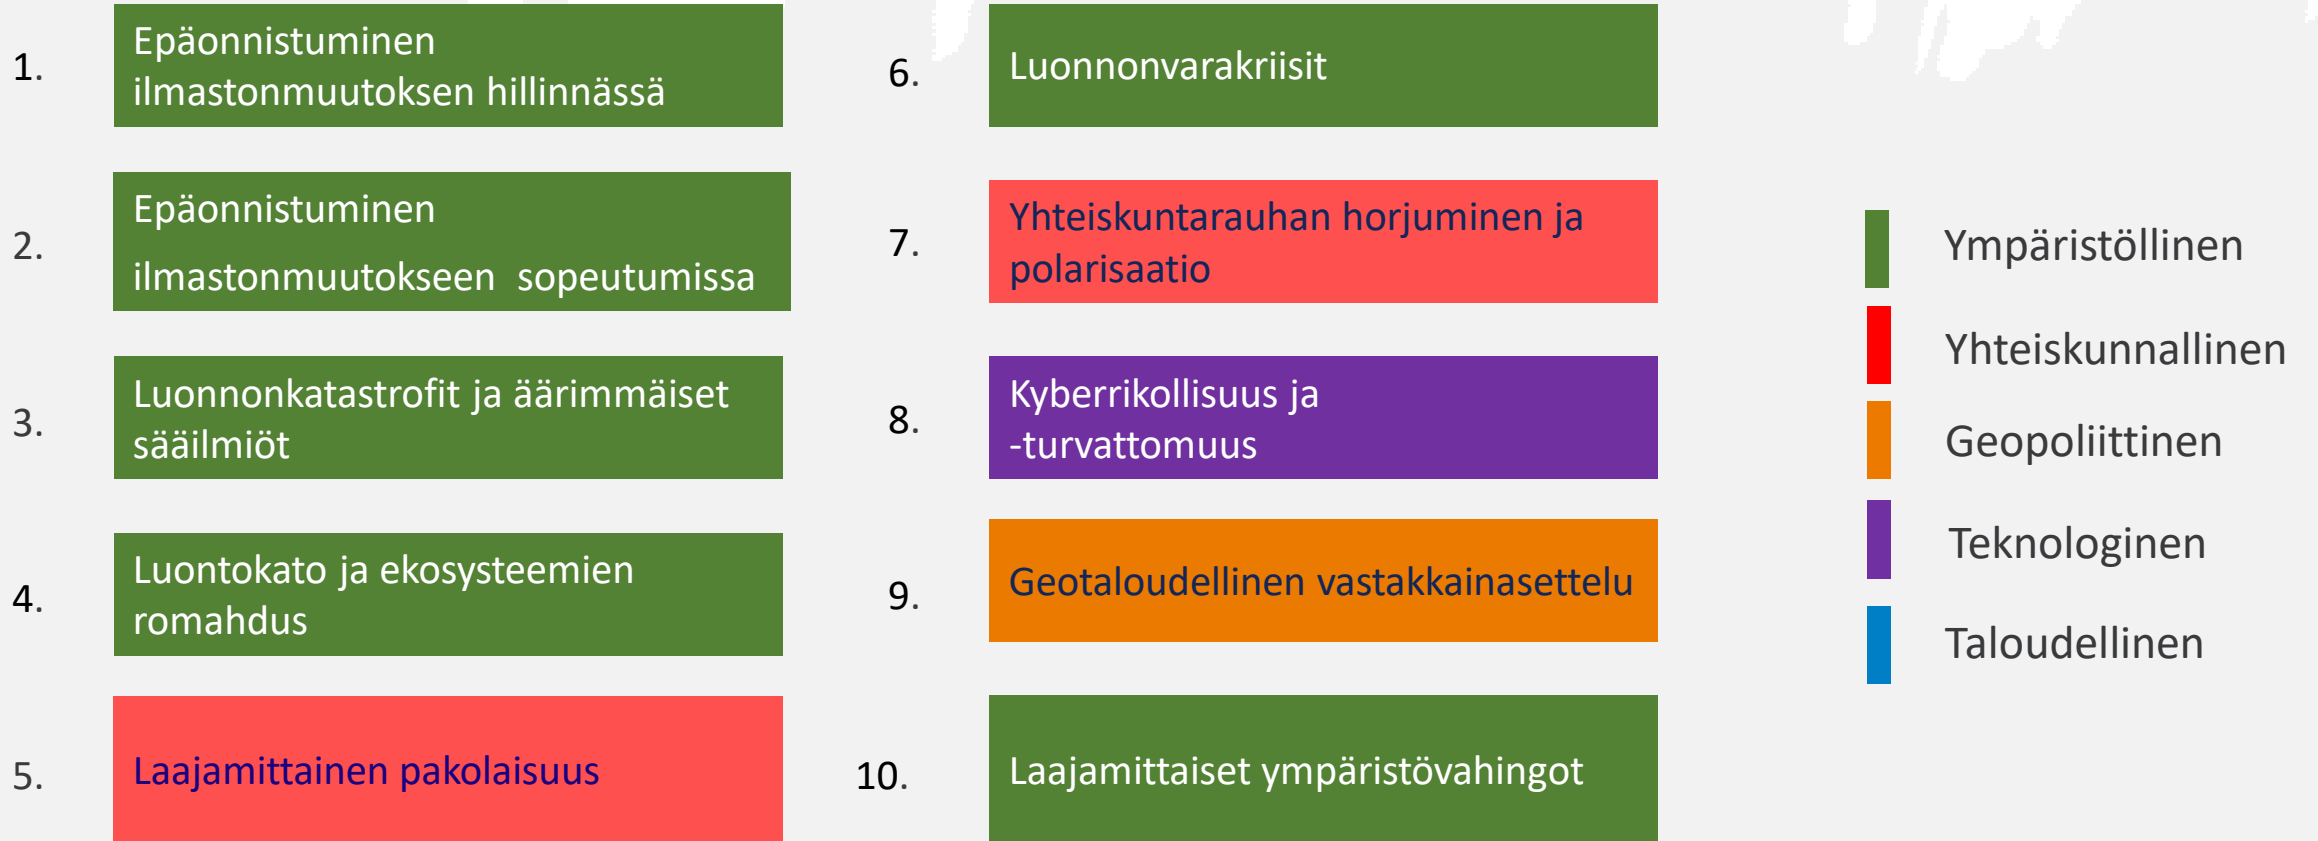 1.
Epäonnistuminen
ilmastonmuutoksen hillinnässä
2.
Epäonnistuminen
ilmastonmuutokseen  sopeutumissa
3.
Luonnonkatastrofit ja äärimmäiset
sääilmiöt
4.
Luontokato ja ekosysteemien
romahdus
5.
Laajamittainen pakolaisuus
6.
Luonnonvarakriisit
7.
Yhteiskuntarauhan horjuminen ja
polarisaatio
8.
Kyberrikollisuus ja
-turvattomuus
9.
Geotaloudellinen vastakkainasettelu
10.
Laajamittaiset ympäristövahingot
Ympäristöllinen
Yhteiskunnallinen
Geopoliittinen
Teknologinen
Taloudellinen